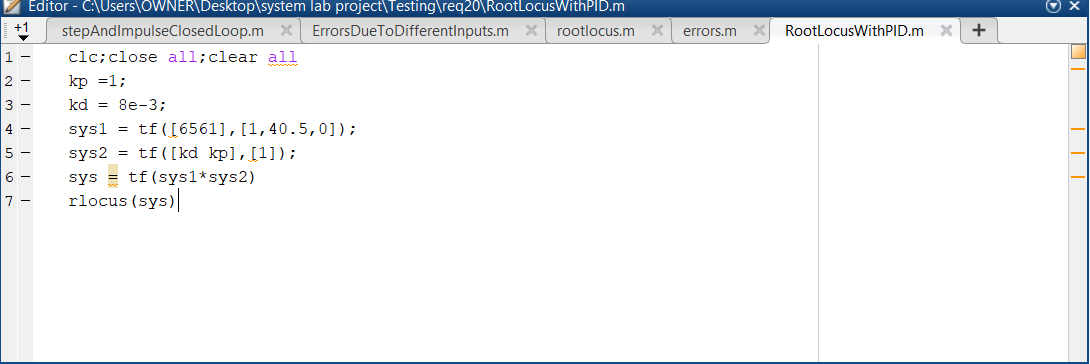 Editor - C:\Users\OWNER\Desktop\system lab project\Testing\req20\RootLocusWithPID.m
+1 stepAndImpulseClosedLoop.m ErrorsDueToDifferentInputs.m rootlocus.m errors.m RootLocusWithPID.m +
1 - clc;close all;clear all
2 - kp =1;
3 - kd = 8e-3;
4 - sys1 = tf([6561],[1,40.5,0]);
5 - sys2 = tf([kd kp],[1]);
6 - sys = tf(sys1*sys2)
7 - rlocus(sys)